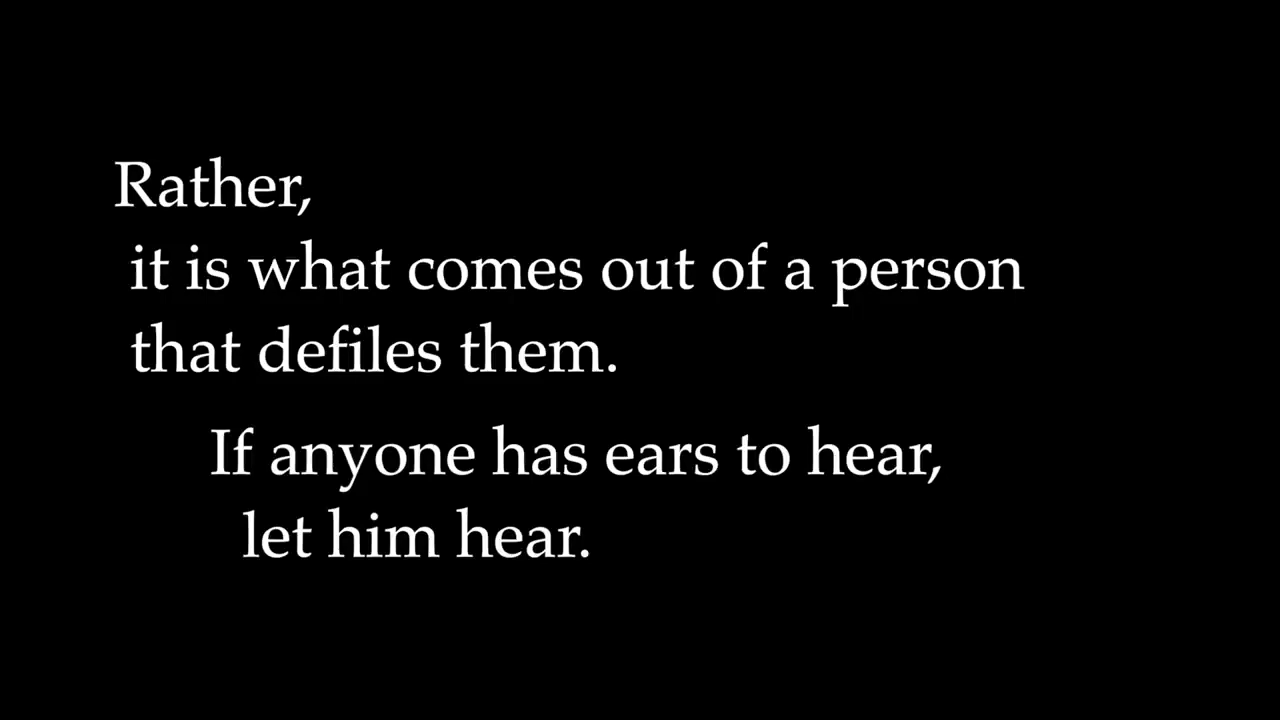 Rather,
it is what comes out of a person
that defiles them.
If anyone has ears to hear,
let him hear.